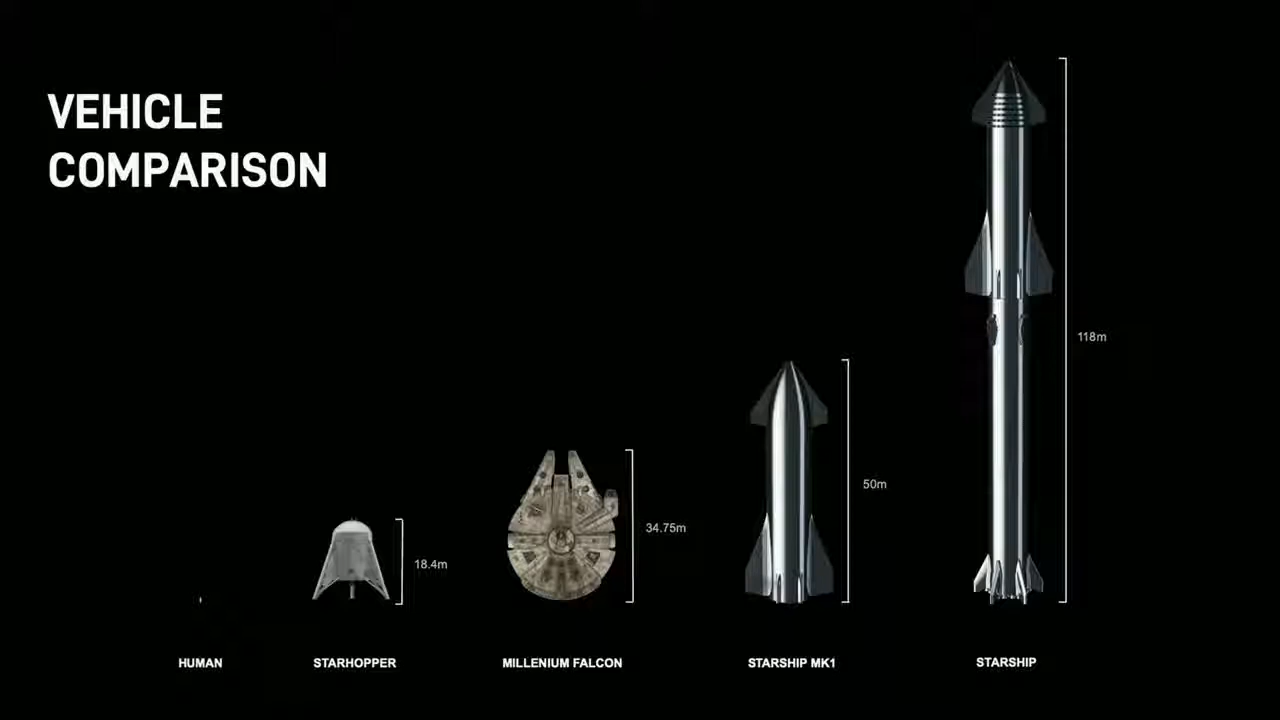 VEHICLE
COMPARISON
118m
50m
34.75m
18.4m
HUMAN
STARHOPPER
MILLENIUM FALCON
STARSHIP MK1
STARSHIP